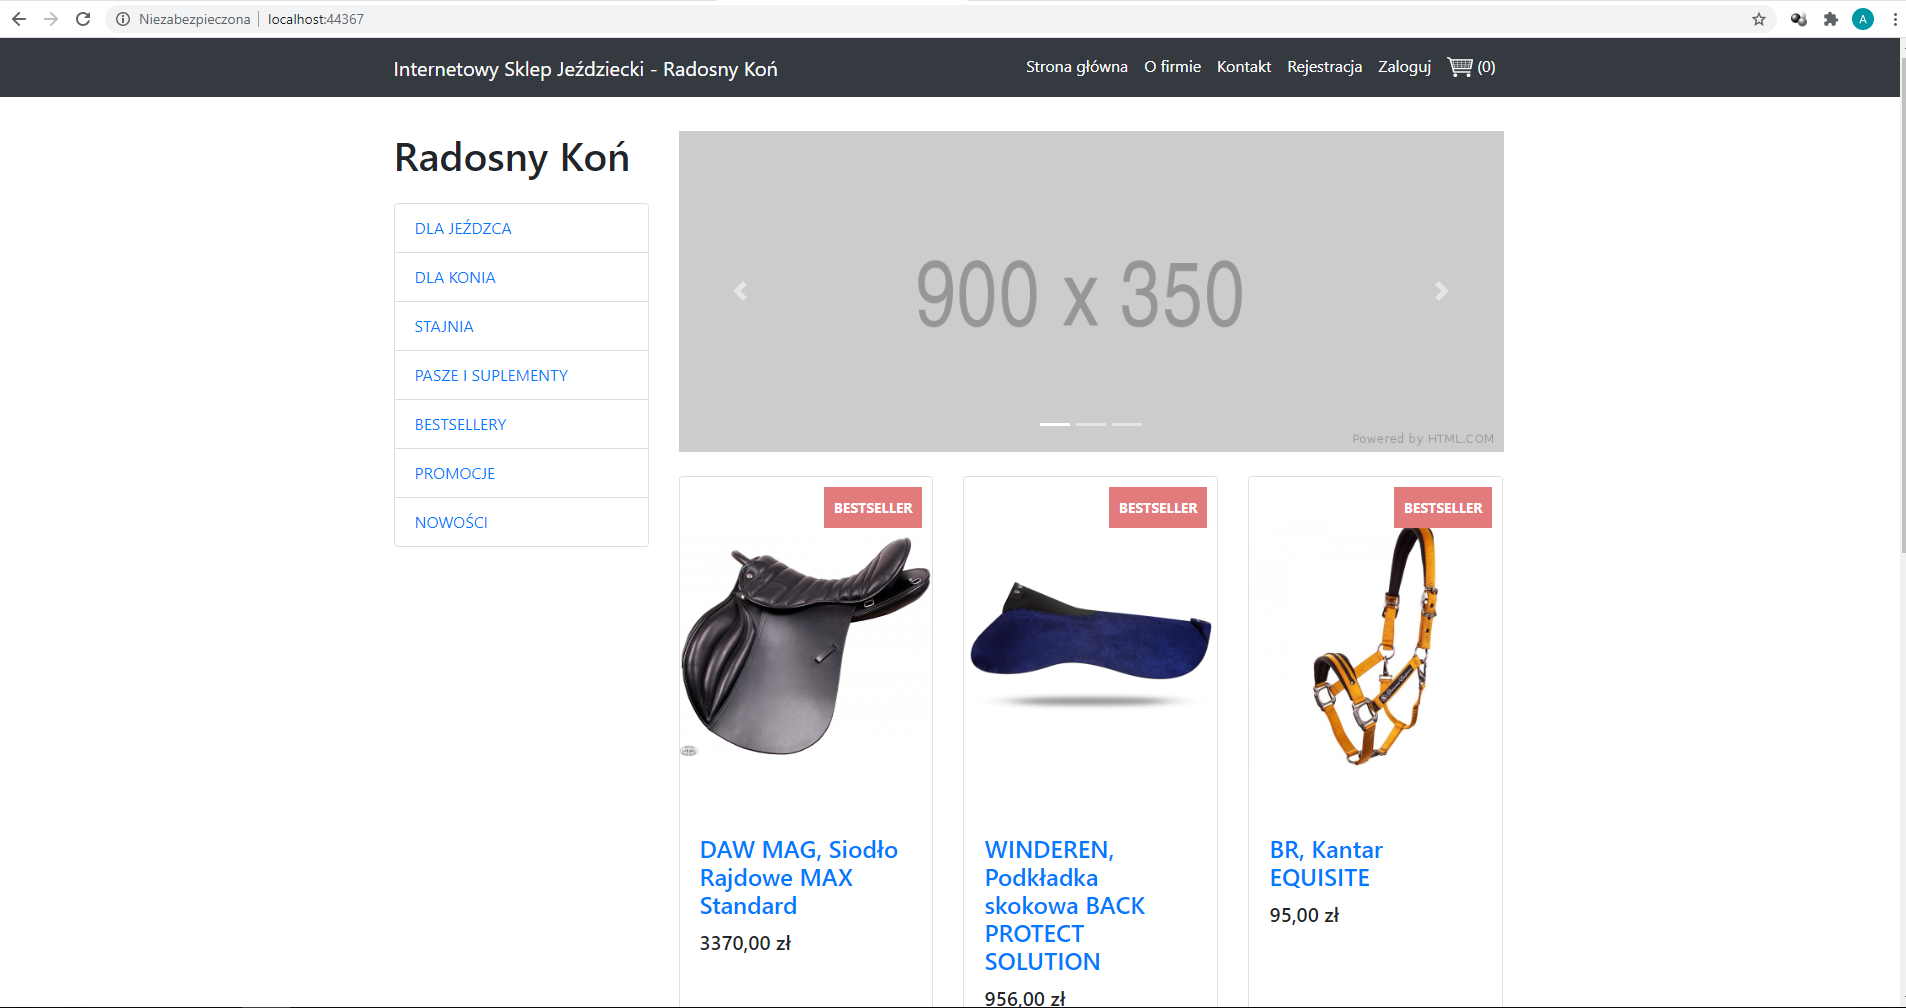 Niezabezpieczona | localhost:44367
A
Internetowy Sklep Jeździecki - Radosny Koń
Strona główna O firmie Kontakt Rejestracja Zaloguj (0)
Radosny Koń
DLA JEŹDZCA
DLA KONIA
STAJNIA
PASZE I SUPLEMENTY
BESTSELLERY
PROMOCJE
NOWOŚCI
900 x 350
Powered by HTML.COM
BESTSELLER
DAW MAG, Siodło
Rajdowe MAX
Standard
3370,00 zł
BESTSELLER
WINDEREN,
Podkładka
skokowa BACK
PROTECT
SOLUTION
956,00 zł
BESTSELLER
BR, Kantar
EQUISITE
95,00 zł